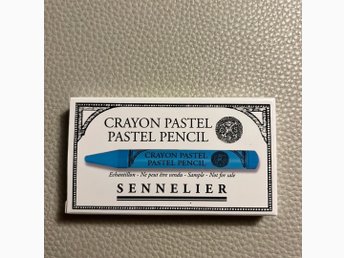 CRAYON PASTEL
PASTEL PENCIL
CRAYON PASTEL
PASTEL PENCIL
Echantillon - Ne peut être vendu - Sample - Not for sale
SENNELIER